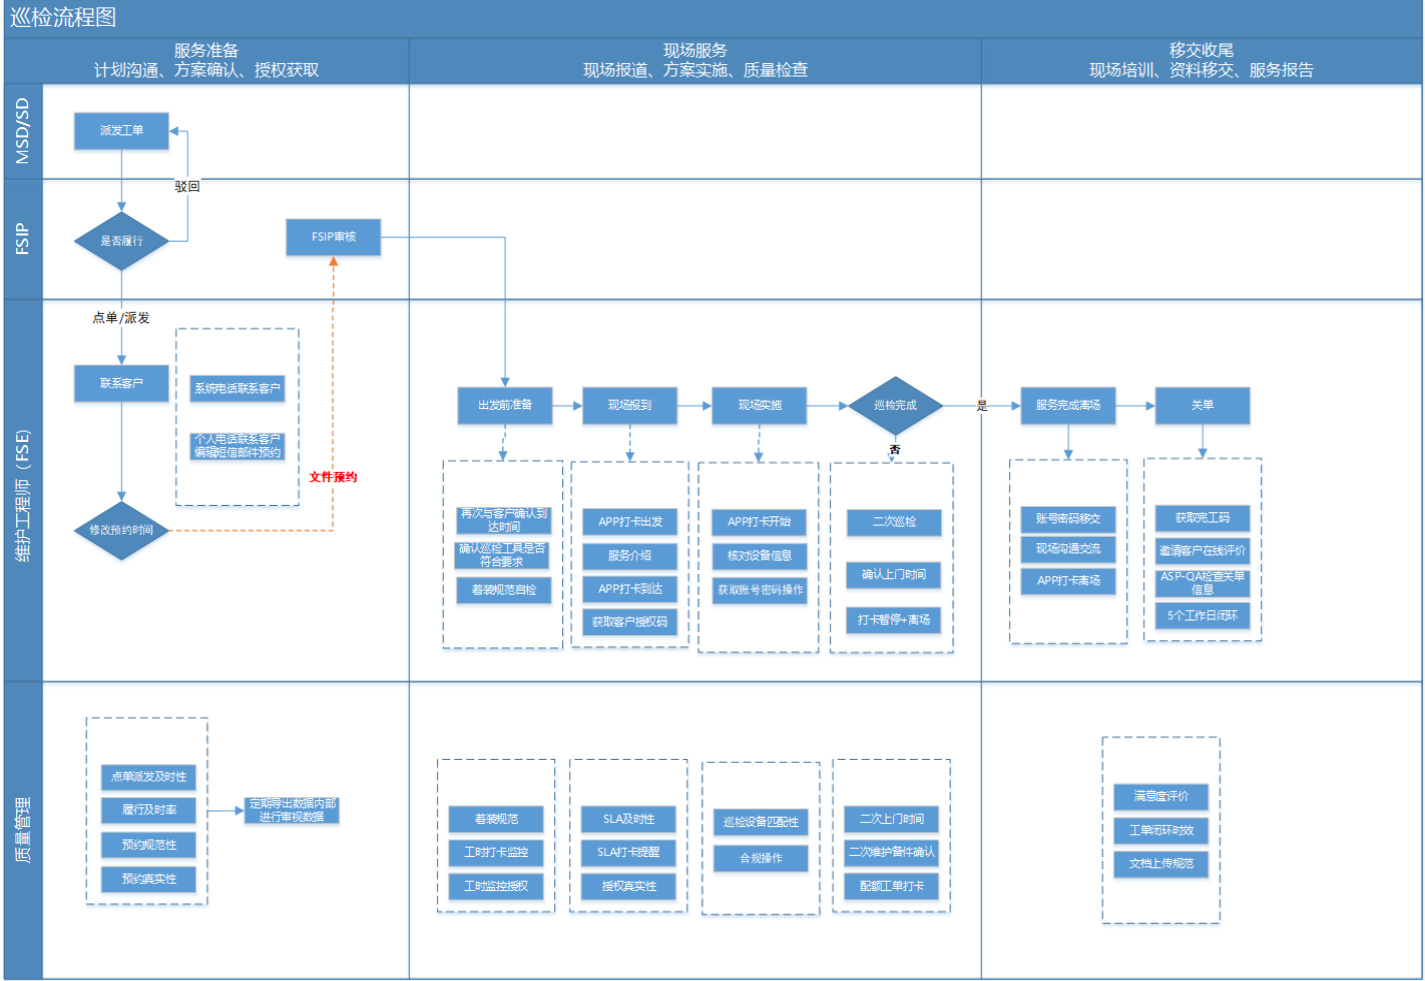 巡检流程图
服务准备
计划沟通、方案确认、授权获取
现场服务
现场报道、方案实施、质量检查
移交收尾
现场培训、资料移交、服务报告
MSD/SD
派发工单
驳回
FSIP
是否履行
FSIP审核
维护工程师（FSE）
点单/派发
联系客户
系统电话联系客户
个人电话联系客户
编辑短信邮件预约
修改预约时间
文件预约
出发前准备
现场报到
现场实施
巡检完成
是
否
服务完成离场
关单
再次与客户确认到
达时间
确认巡检工具是否
符合要求
着装规范自检
APP打卡出发
服务介绍
APP打卡到达
获取客户授权码
APP打卡开始
核对设备信息
获取账号密码操作
二次巡检
确认上门时间
打卡暂停+离场
账号密码移交
现场沟通交流
APP打卡离场
获取完工码
邀请客户在线评价
ASP-QA检查关单
信息
5个工作日闭环
质量管理
点单派发及时性
履行及时率
预约规范性
预约真实性
定期导出数据内部
进行审视数据
着装规范
工时打卡监控
工时监控授权
SLA及时性
SLA打卡提醒
授权真实性
巡检设备匹配性
合规操作
二次上门时间
二次维护备件确认
配额工单打卡
满意度评价
工单闭环时效
文档上传规范